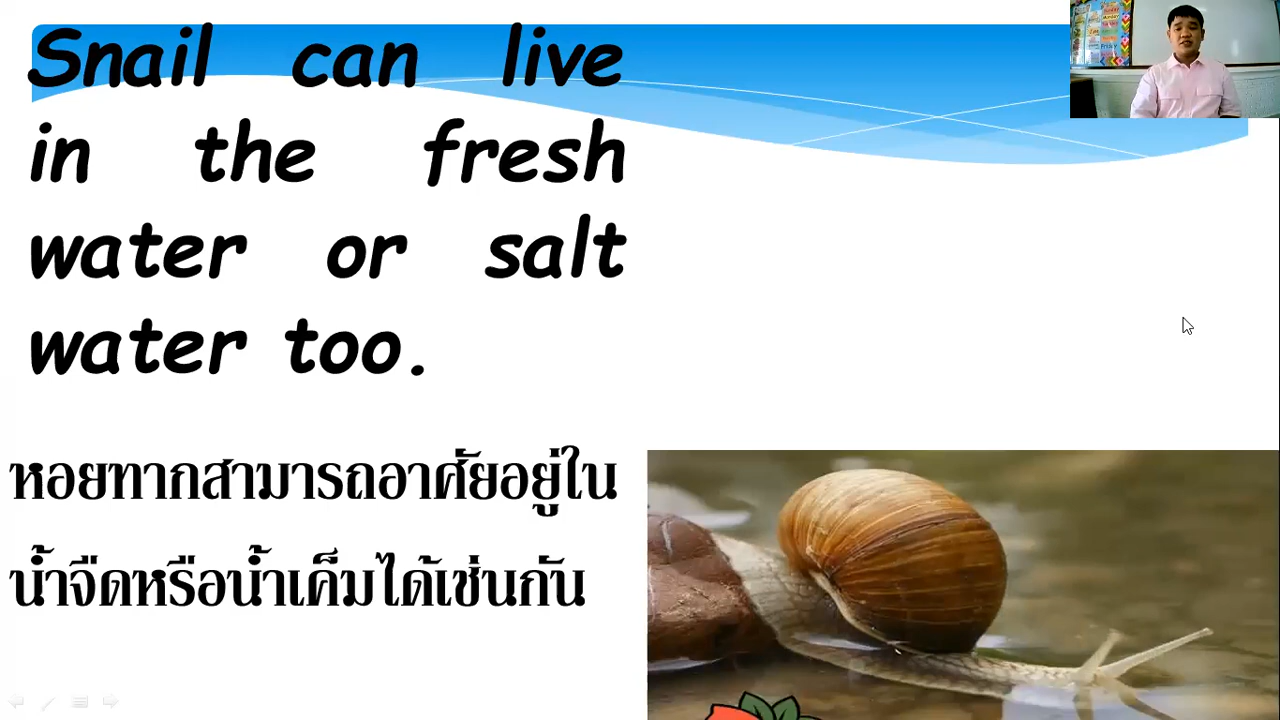 Snail can live
in the fresh
water or salt
water too.
หอยทากสามารถอาศัยอยู่ใน
น้ำจืดหรือน้ำเค็มได้เช่นกัน